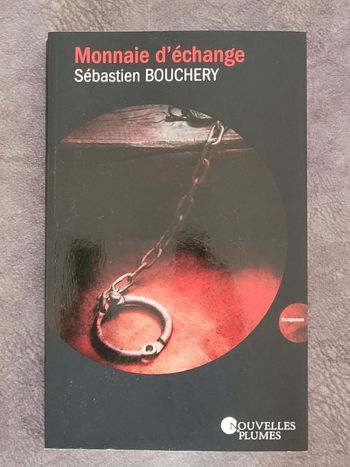 Monnaie d'échange
Sébastien BOUCHERY
Suspense
NOUVELLES
PLUMES